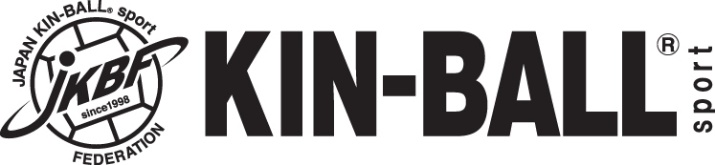 JAPAN KIN-BALL® sport
JKBF
since1998
FEDERATION
KIN-BALL®
sport